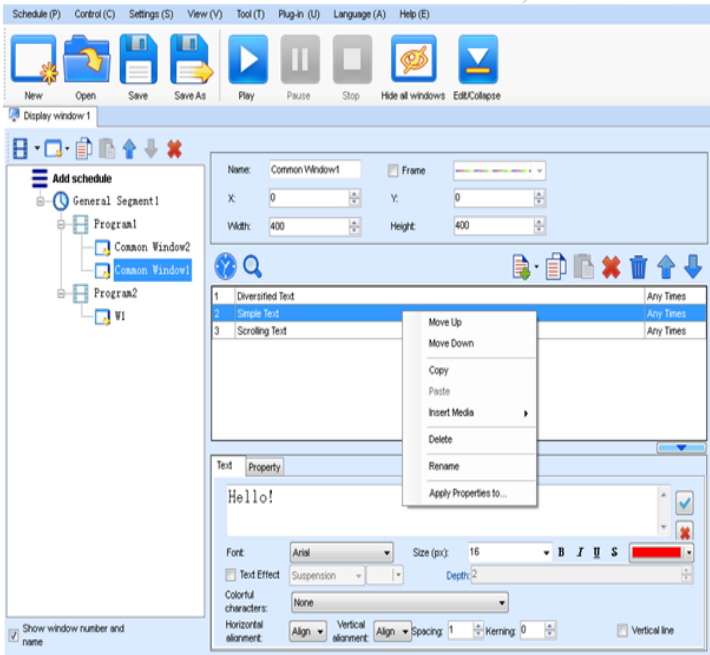 Schedule (P) Control (C) Settings (S) View (V) Tool (T) Plug-in (U) Language (A) Help (E)
New Open Save Save As Play Pause Stop Hide all windows Edit/Collapse
Display window 1
Add schedule
General Segment1
Program1
Common Window2
Common Window1
Program2
W1
Show window number and
name
Name: Common Window1 Frame
X: 0 Y: 0
Width: 400 Height: 400
1 Diversified Text Any Times
2 Simple Text Any Times
3 Scrolling Text Any Times
Move Up
Move Down
Copy
Paste
Insert Media
Delete
Rename
Apply Properties to...
Text Property
Hello!
Font: Arial Size (px): 16 B I U S
Text Effect Suspension Depth: 2
Colorful
characters: None
Horizontal
alignment: Align Vertical
alignment: Align Spacing: 1 Kerning: 0 Vertical line